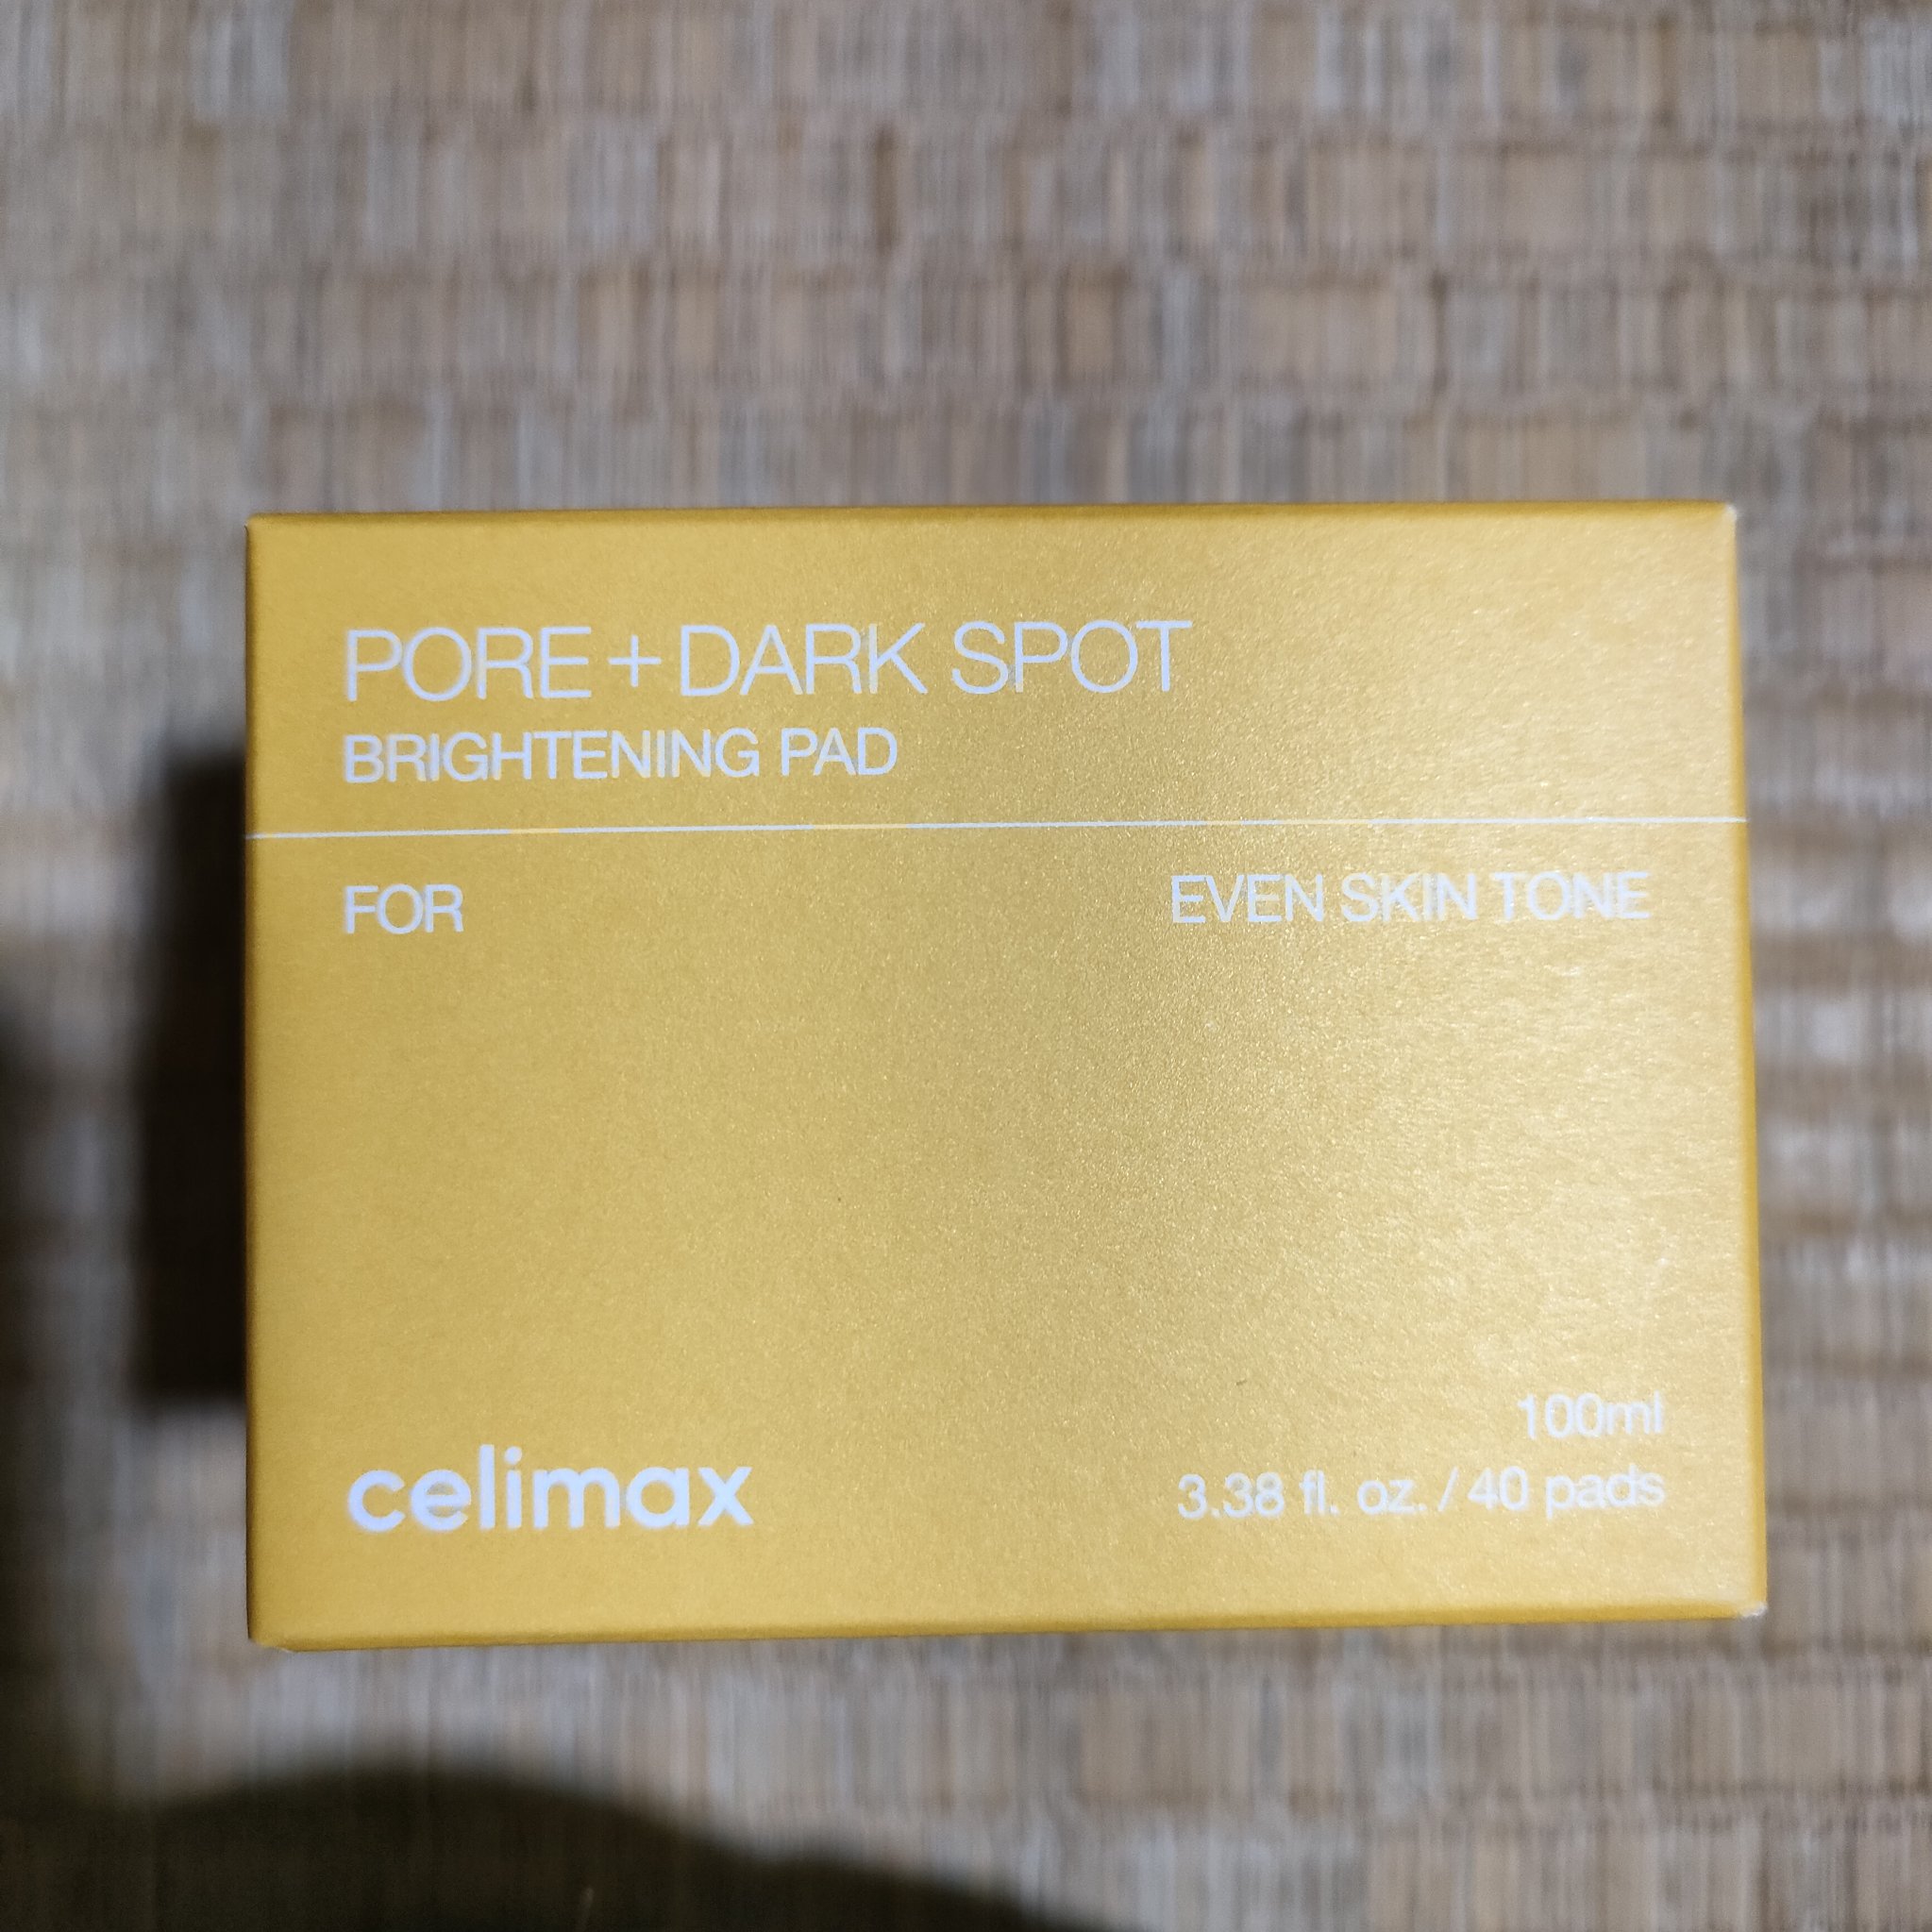 PORE + DARK SPOT
BRIGHTENING PAD
FOR EVEN SKIN TONE
100ml
celimax 3.38 fl. oz. / 40 pads